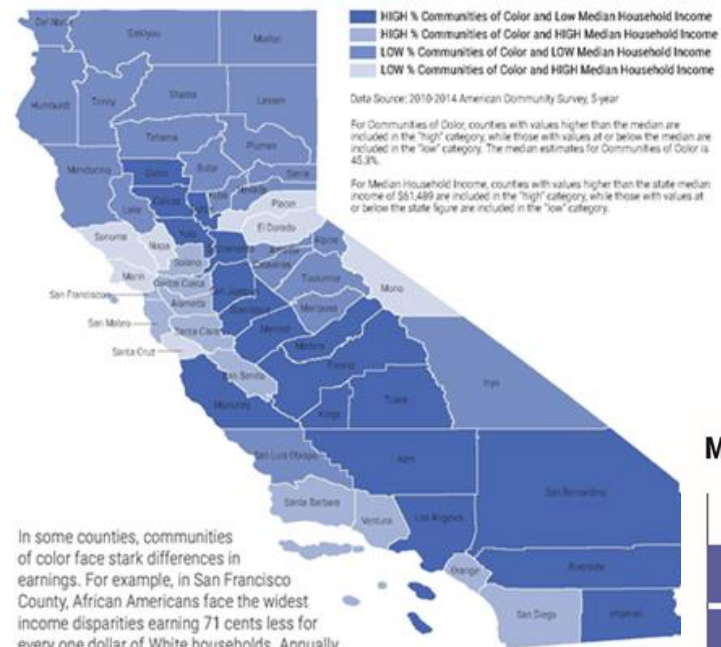 HIGH % Communities of Color and Low Median Household Income
HIGH % Communities of Color and HIGH Median Household Income
LOW % Communities of Color and LOW Median Household Income
LOW % Communities of Color and HIGH Median Household Income
Data Source: 2010-2014 American Community Survey, 5-year
For Communities of Color, counties with values higher than the median are
included in the "high" category, while those with values at or below the median are
included in the "low" category. The median estimates for Communities of Color is
45.3%.
For Median Household Income, counties with values higher than the state median
income of $61,489 are included in the "high" category, while those with values at
or below the state figure are included in the "low" category.
Del Norte
Siskiyou
Modoc
Humboldt
Trinity
Shasta
Lassen
Tehama
Plumas
Mendocino
Glenn
Butte
Sierra
Colusa
Nevada
Placer
Lake
Yolo
El Dorado
Sonoma
Napa
Sacramento
Alpine
Solano
Calaveras
Marin
Contra Costa
Tuolumne
Mono
San Francisco
San Joaquin
Alameda
Stanislaus
Mariposa
San Mateo
Santa Clara
Merced
Madera
Santa Cruz
Fresno
San Benito
Inyo
Monterey
Kings
Tulare
San Luis Obispo
Kern
San Bernardino
Santa Barbara
Ventura
Los Angeles
Orange
Riverside
San Diego
Imperial
In some counties, communities
of color face stark differences in
earnings. For example, in San Francisco
County, African Americans face the widest
income disparities earning 71 cents less for
every one dollar of White households. Annually
M